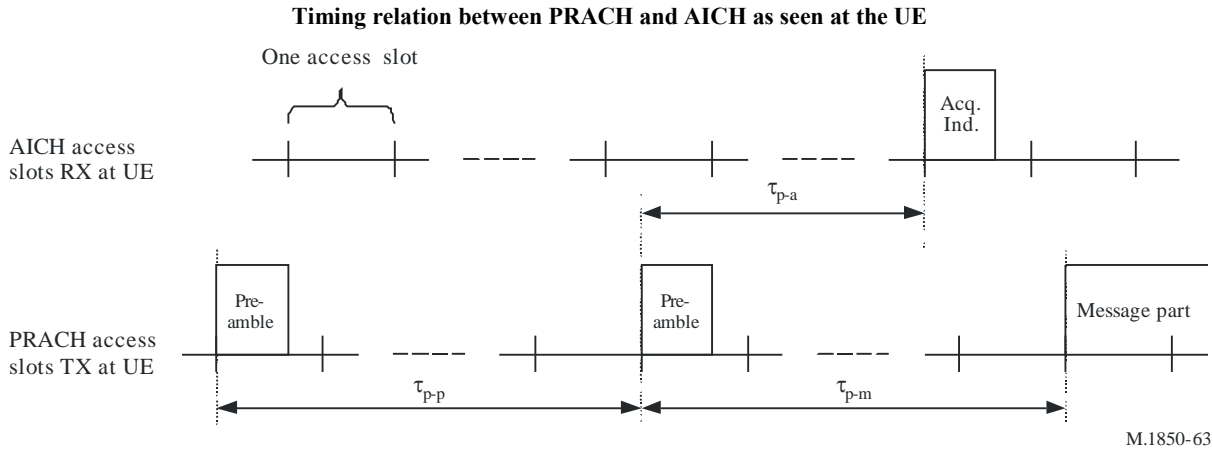 Timing relation between PRACH and AICH as seen at the UE
One access slot
Acq.
Ind.
AICH access
slots RX at UE
τp-a
Pre-
amble
Pre-
amble
Message part
PRACH access
slots TX at UE
τp-p
τp-m
M.1850-63